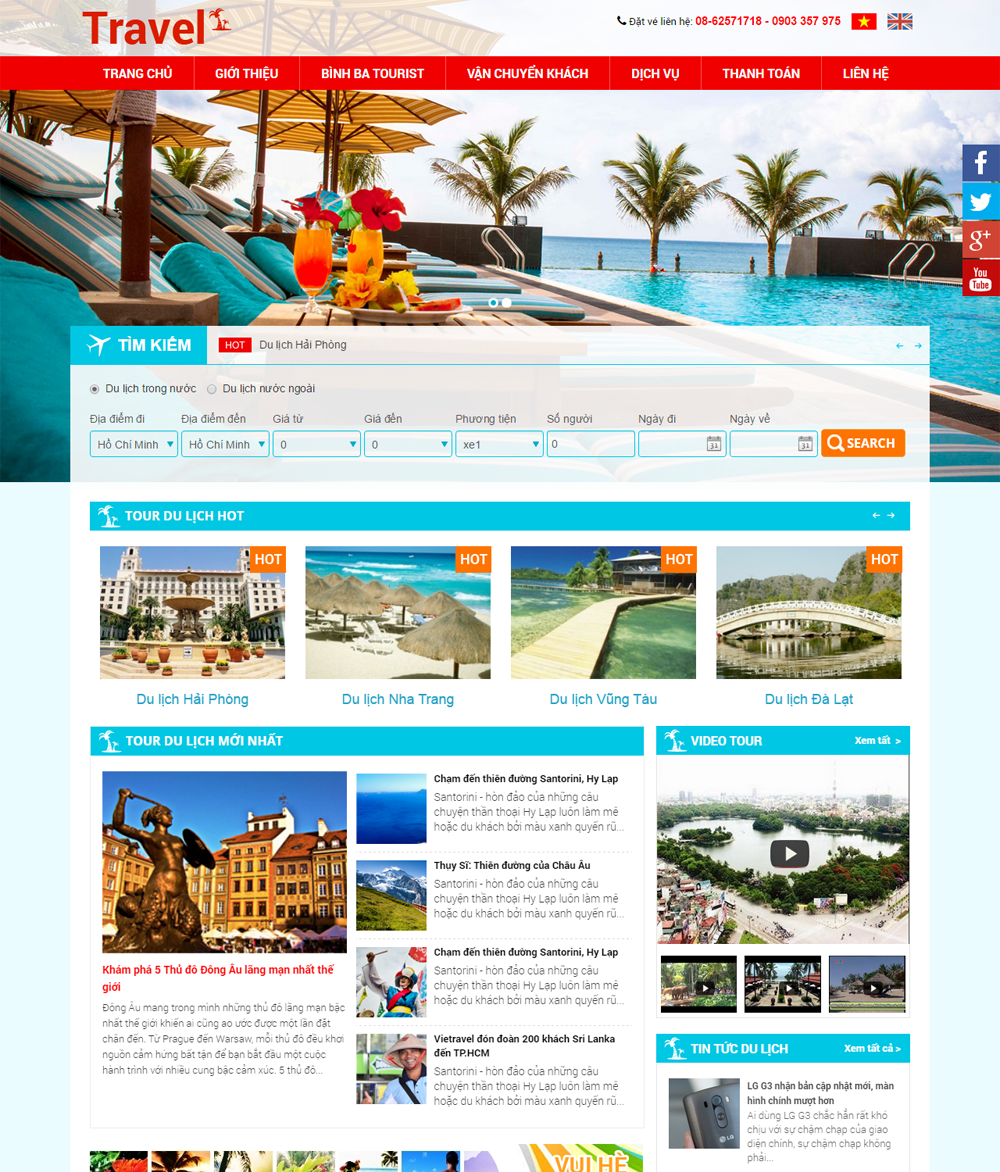 Travel
Đặt vé liên hệ: 08-62571718 - 0903 357 975
TRANG CHỦ GIỚI THIỆU BÌNH BA TOURIST VẬN CHUYỂN KHÁCH DỊCH VỤ THANH TOÁN LIÊN HỆ
f
g+
You
Tube
TÌM KIẾM HOT Du lịch Hải Phòng
Du lịch trong nước Du lịch nước ngoài
Địa điểm đi Địa điểm đến Giá từ Giá đến Phương tiện Số người Ngày đi Ngày về
Hồ Chí Minh Hồ Chí Minh 0 0 xe1 0 31 31 SEARCH
TOUR DU LỊCH HOT
HOT HOT HOT HOT
Du lịch Hải Phòng Du lịch Nha Trang Du lịch Vũng Tàu Du lịch Đà Lạt
TOUR DU LỊCH MỚI NHẤT
Khám phá 5 Thủ đô Đông Âu lãng mạn nhất thế
giới
Đông Âu mang trong mình những thủ đô lãng mạn bậc
nhất thế giới khiến ai cũng ao ước được một lần đặt
chân đến. Từ Prague đến Warsaw, mỗi thủ đô đều khơi
nguồn cảm hứng bất tận để bạn bắt đầu một cuộc
hành trình với nhiều cung bậc cảm xúc. 5 thủ đô...
Chạm đến thiên đường Santorini, Hy Lạp
Santorini - hòn đảo của những câu
chuyện thần thoại Hy Lạp luôn làm mê
hoặc du khách bởi màu xanh quyến rũ...
Thụy Sĩ: Thiên đường của Châu Âu
Santorini - hòn đảo của những câu
chuyện thần thoại Hy Lạp luôn làm mê
hoặc du khách bởi màu xanh quyến rũ...
Chạm đến thiên đường Santorini, Hy Lạp
Santorini - hòn đảo của những câu
chuyện thần thoại Hy Lạp luôn làm mê
hoặc du khách bởi màu xanh quyến rũ...
Vietravel đón đoàn 200 khách Sri Lanka
đến TP.HCM
Santorini - hòn đảo của những câu
chuyện thần thoại Hy Lạp luôn làm mê
hoặc du khách bởi màu xanh quyến rũ...
VIDEO TOUR Xem tất >
TIN TỨC DU LỊCH Xem tất cả >
LG G3 nhận bản cập nhật mới, màn
hình chính mượt hơn
Ai dùng LG G3 chắc hẳn rất khó
chịu với sự chậm chạp của giao
diện chính, sự chậm chạp không
phải...
LG
VUI HÈ